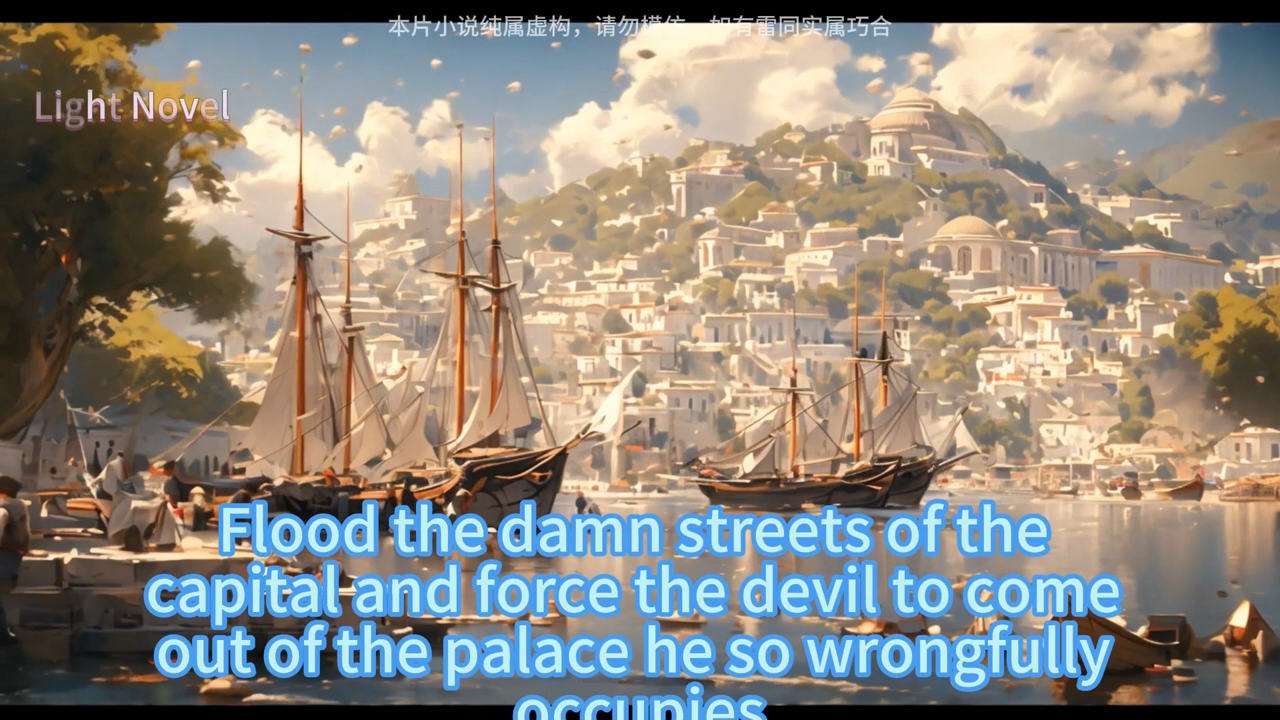 本片小说纯属虚构，请勿模仿，如有雷同实属巧合
Light Novel
Flood the damn streets of the
capital and force the devil to come
out of the palace he so wrongfully
occupies